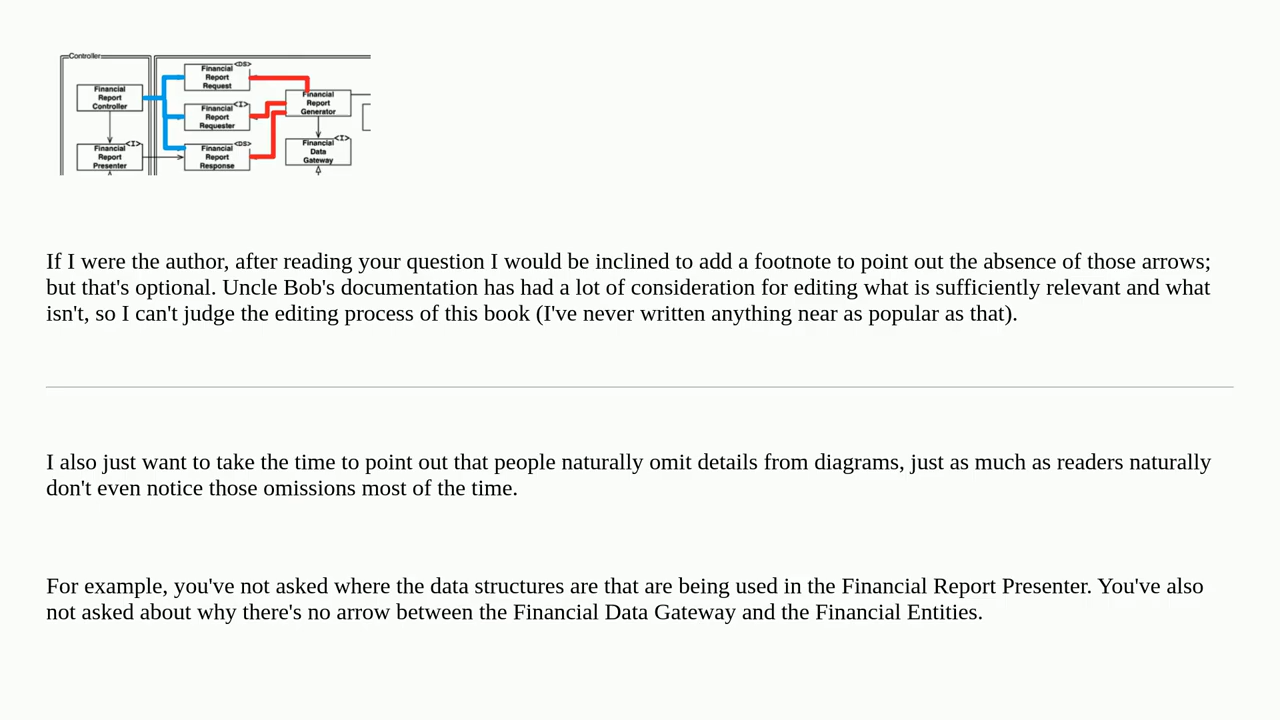 Controller
Financial
Report
Controller
Financial
Report
Presenter
<I>
Financial
Report
Request
<DS>
Financial
Report
Requester
<I>
Financial
Report
Response
<DS>
Financial
Report
Generator
Financial
Data
Gateway
<I>
If I were the author, after reading your question I would be inclined to add a footnote to point out the absence of those arrows;
but that's optional. Uncle Bob's documentation has had a lot of consideration for editing what is sufficiently relevant and what
isn't, so I can't judge the editing process of this book (I've never written anything near as popular as that).
I also just want to take the time to point out that people naturally omit details from diagrams, just as much as readers naturally
don't even notice those omissions most of the time.
For example, you've not asked where the data structures are that are being used in the Financial Report Presenter. You've also
not asked about why there's no arrow between the Financial Data Gateway and the Financial Entities.